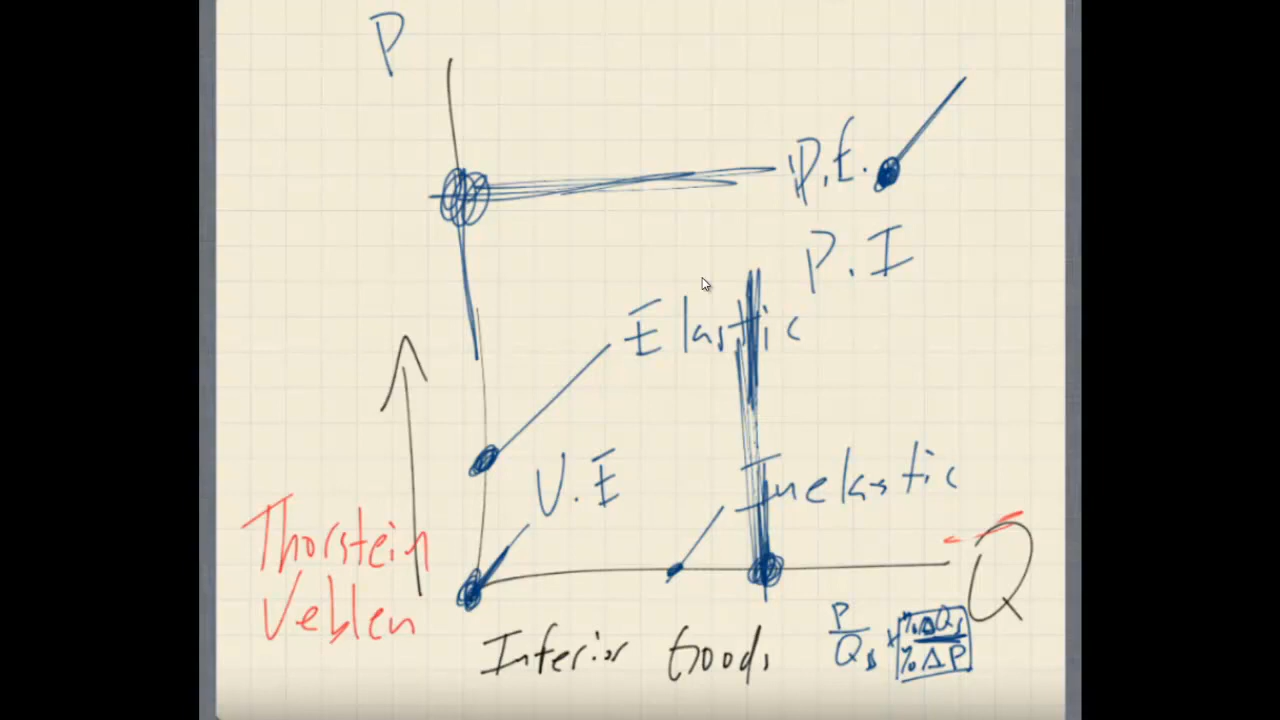 P
P.E.
P.I
Elastic
U.E
Inelastic
Thorstein
Veblen
Q
Inferior Goods
P/Qs × %ΔQs/%ΔP